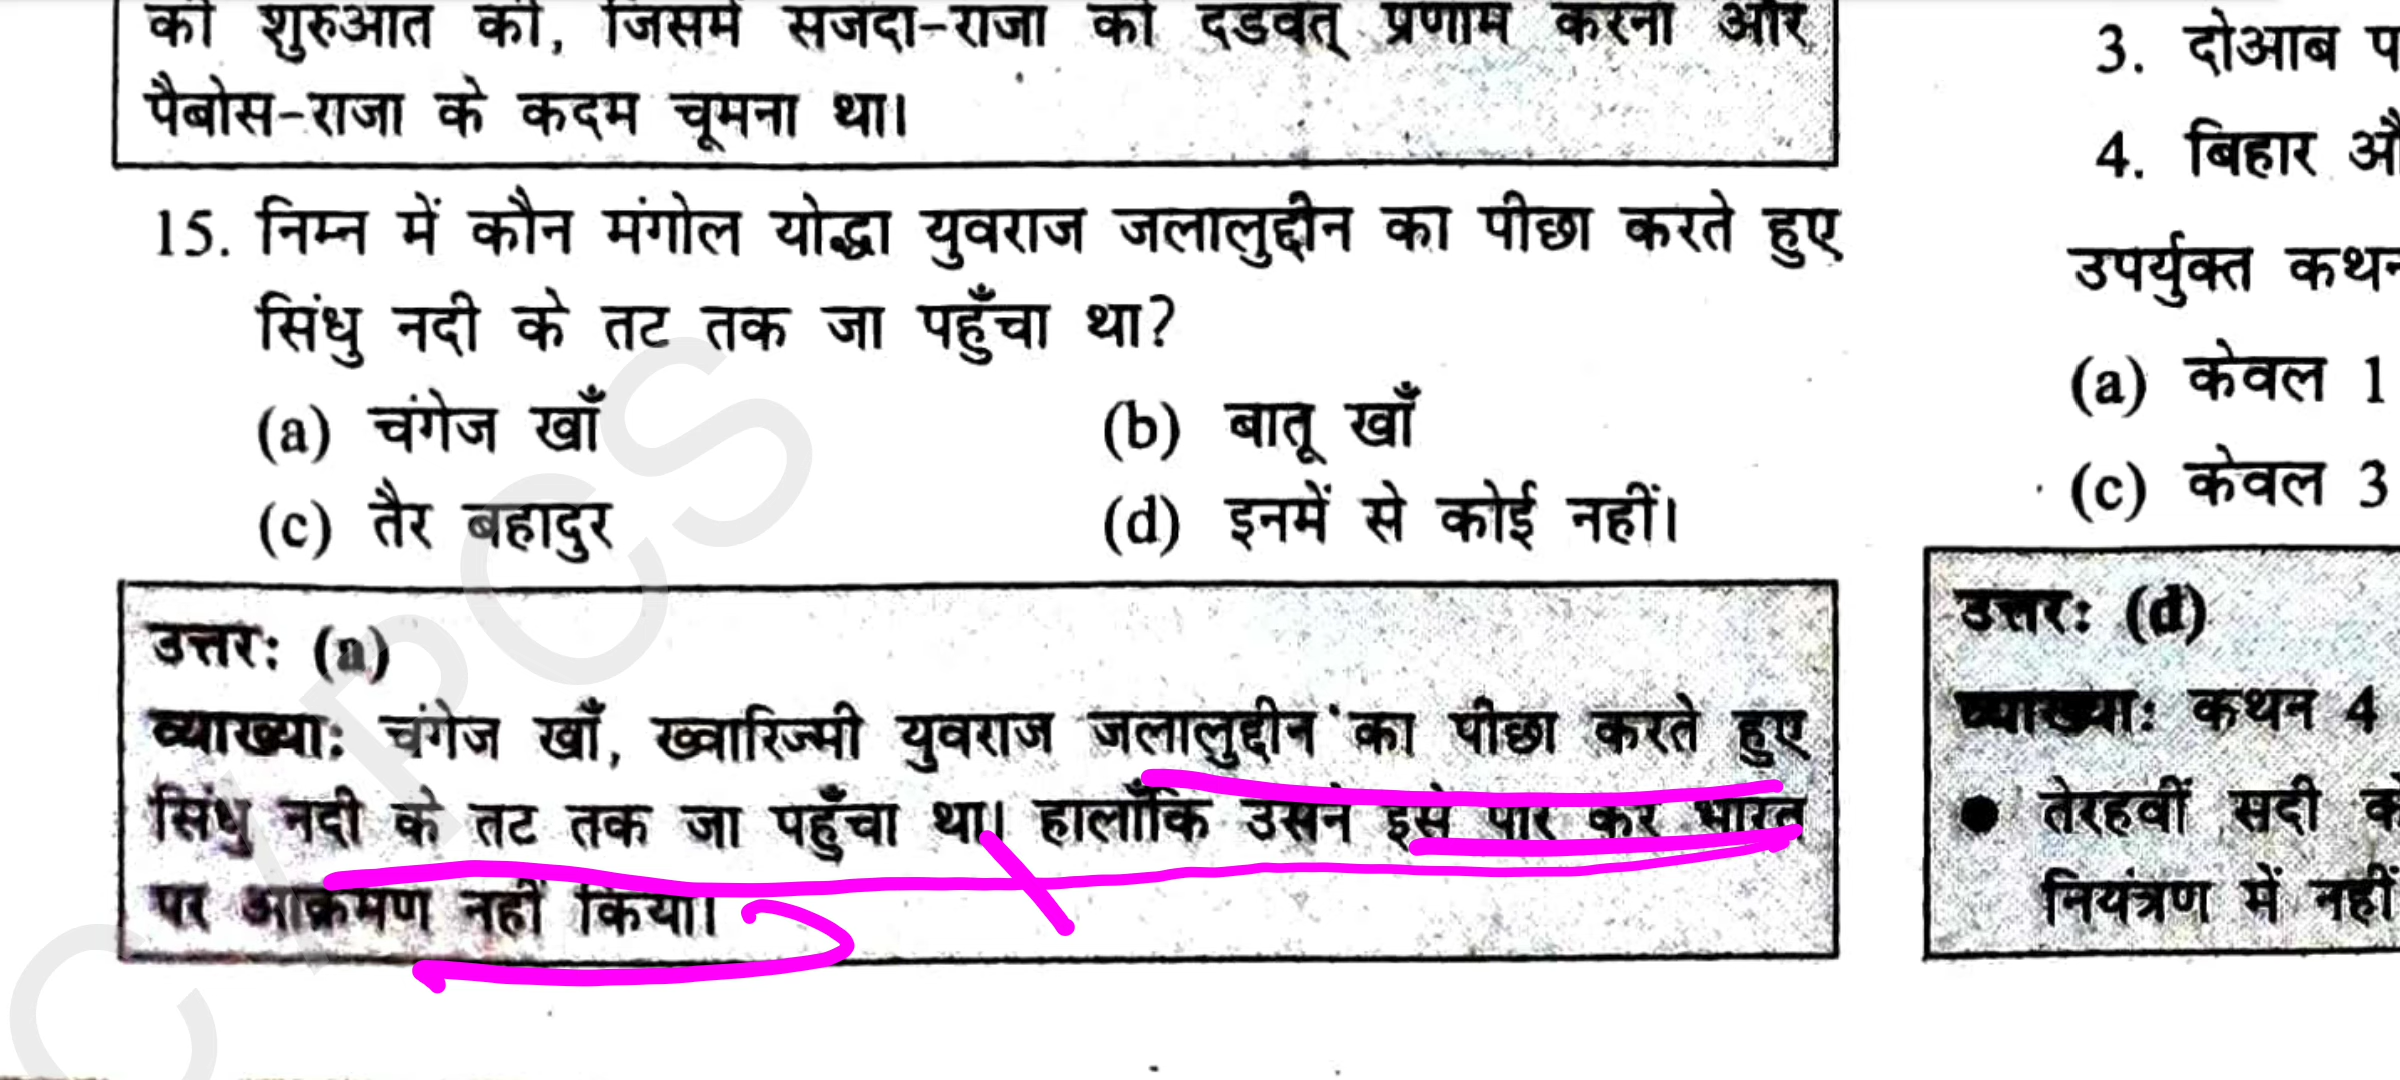 की शुरुआत की, जिसमें सजदा-राजा को दंडवत् प्रणाम करना और
पैबोस-राजा के कदम चूमना था।
15. निम्न में कौन मंगोल योद्धा युवराज जलालुद्दीन का पीछा करते हुए
सिंधु नदी के तट तक जा पहुँचा था?
(a) चंगेज खाँ
(b) बातू खाँ
(c) तैर बहादुर
(d) इनमें से कोई नहीं।
उत्तरः (a)
व्याख्याः चंगेज खाँ, ख्वारिज्मी युवराज जलालुद्दीन का पीछा करते हुए
सिंधु नदी के तट तक जा पहुँचा था। हालाँकि उसने इसे पार कर भारत
पर आक्रमण नहीं किया।
3. दोआब
4. बिहार
उपर्युक्त
(a) केवल 1
(c) केवल 3
उत्तरः (d)
व्याख्याः कथन 4
● तेरहवीं सदी
नियंत्रण में नहीं
PCS